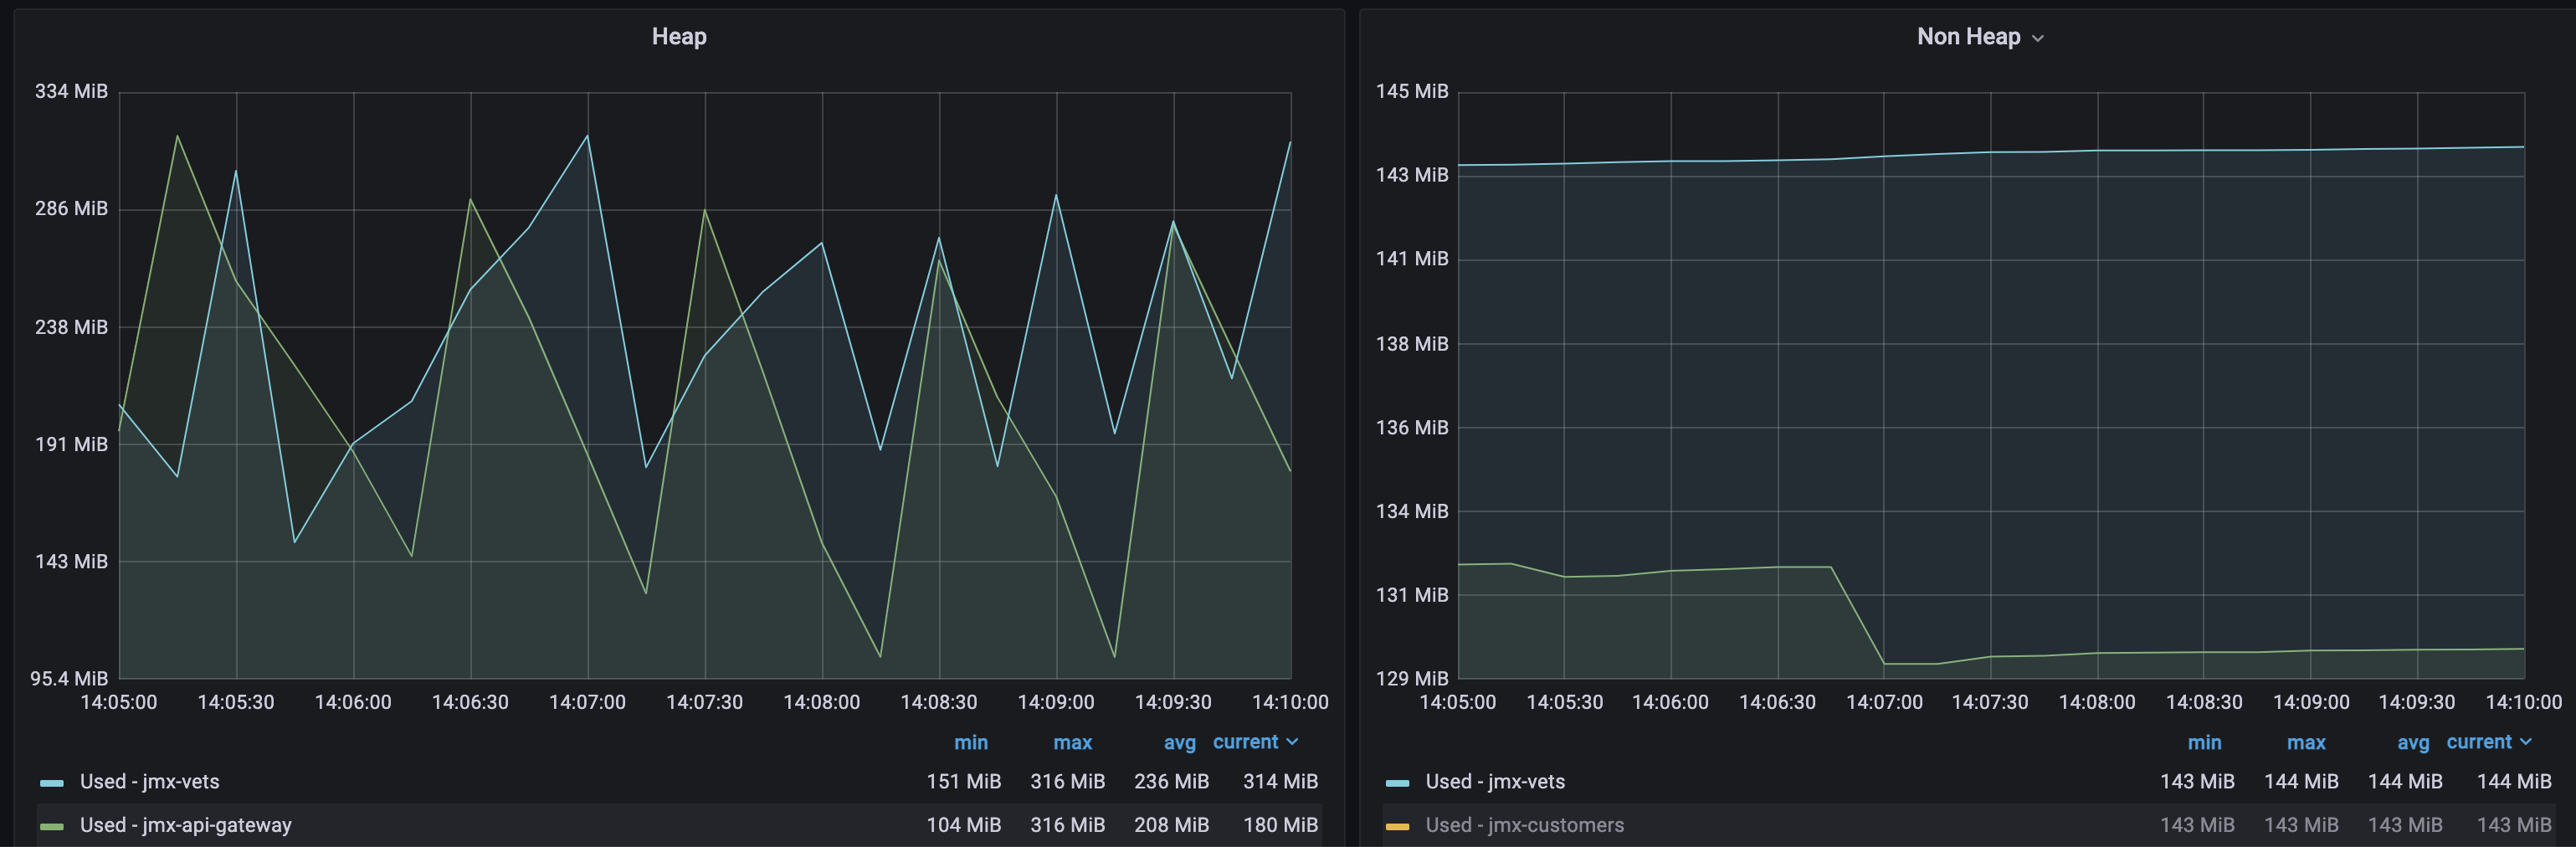 Heap
334 MiB
286 MiB
238 MiB
191 MiB
143 MiB
95.4 MiB
14:05:00 14:05:30 14:06:00 14:06:30 14:07:00 14:07:30 14:08:00 14:08:30 14:09:00 14:09:30 14:10:00
min max avg current
Used - jmx-vets 151 MiB 316 MiB 236 MiB 314 MiB
Used - jmx-api-gateway 104 MiB 316 MiB 208 MiB 180 MiB
Non Heap
145 MiB
143 MiB
141 MiB
138 MiB
136 MiB
134 MiB
131 MiB
129 MiB
14:05:00 14:05:30 14:06:00 14:06:30 14:07:00 14:07:30 14:08:00 14:08:30 14:09:00 14:09:30 14:10:00
min max avg current
Used - jmx-vets 143 MiB 144 MiB 144 MiB 144 MiB
Used - jmx-customers 143 MiB 143 MiB 143 MiB 143 MiB